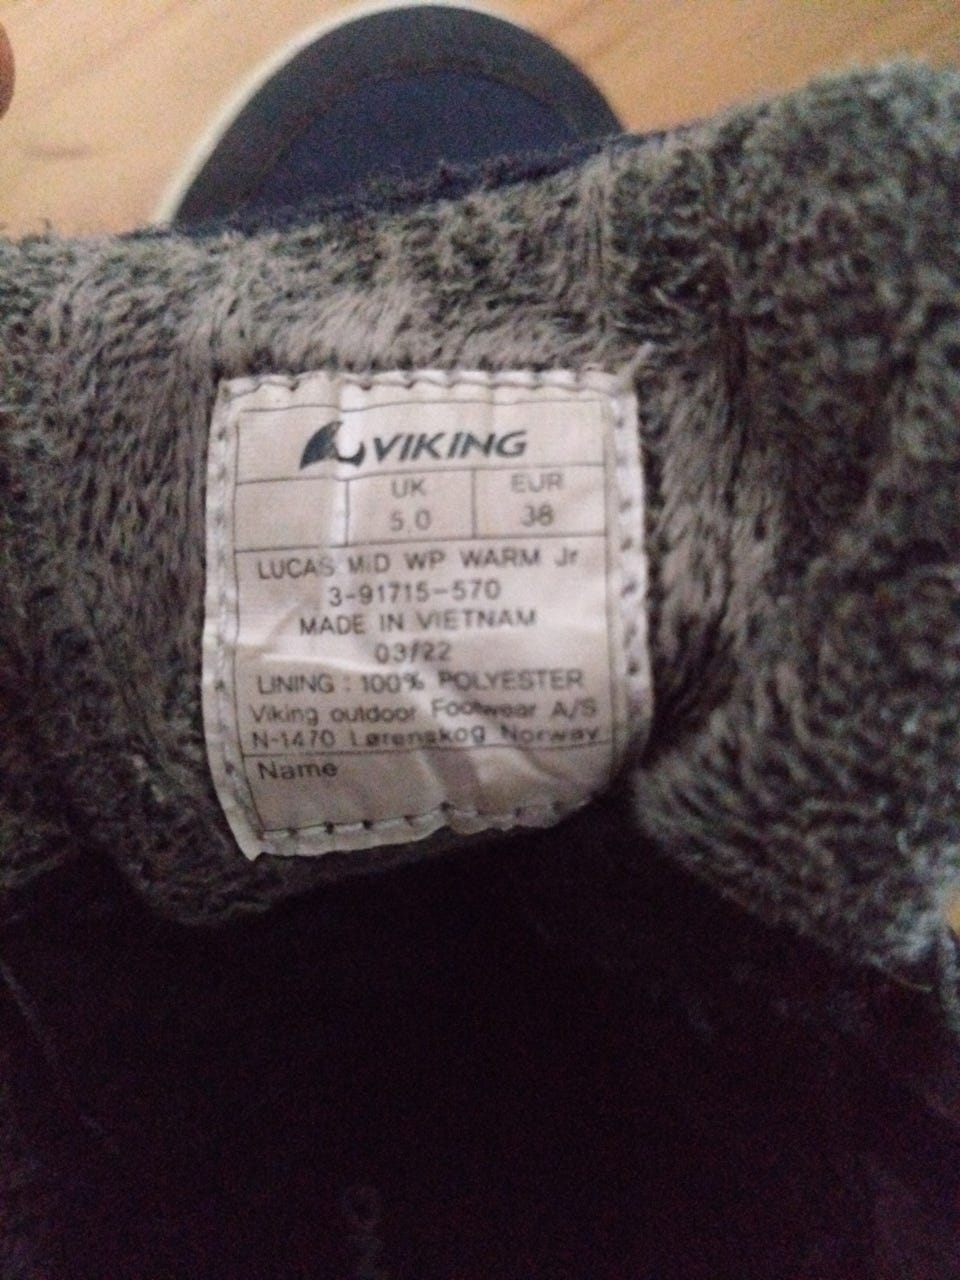 VIKING
UK EUR
5.0 38
LUCAS MID WP WARM Jr
3-91715-570
MADE IN VIETNAM
03/22
LINING : 100% POLYESTER
Viking outdoor Footwear A/S
N-1470 Lørenskog Norway
Name